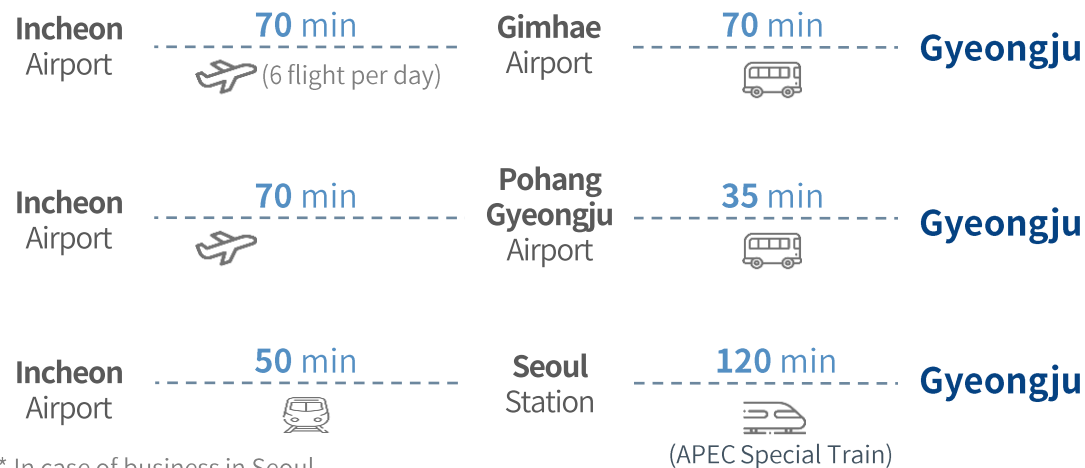 Incheon
Airport
70 min
(6 flight per day)
Gimhae
Airport
70 min
Gyeongju
Incheon
Airport
70 min
Pohang
Gyeongju
Airport
35 min
Gyeongju
Incheon
Airport
50 min
Seoul
Station
120 min
(APEC Special Train)
Gyeongju
* In case of business in Seoul